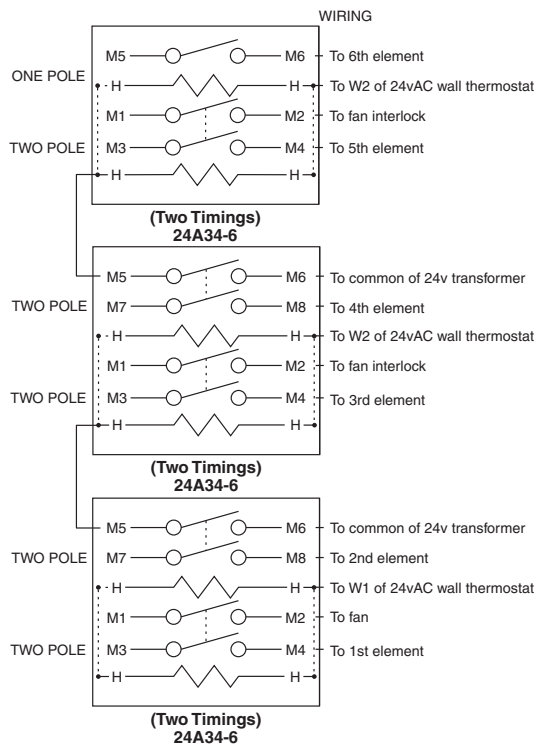 WIRING
M5 M6 To 6th element
ONE POLE H H To W2 of 24vAC wall thermostat
M1 M2 To fan interlock
TWO POLE M3 M4 To 5th element
H H
(Two Timings)
24A34-6
M5 M6 To common of 24v transformer
TWO POLE M7 M8 To 4th element
H H To W2 of 24vAC wall thermostat
M1 M2 To fan interlock
TWO POLE M3 M4 To 3rd element
H H
(Two Timings)
24A34-6
M5 M6 To common of 24v transformer
TWO POLE M7 M8 To 2nd element
H H To W1 of 24vAC wall thermostat
M1 M2 To fan
TWO POLE M3 M4 To 1st element
H H
(Two Timings)
24A34-6